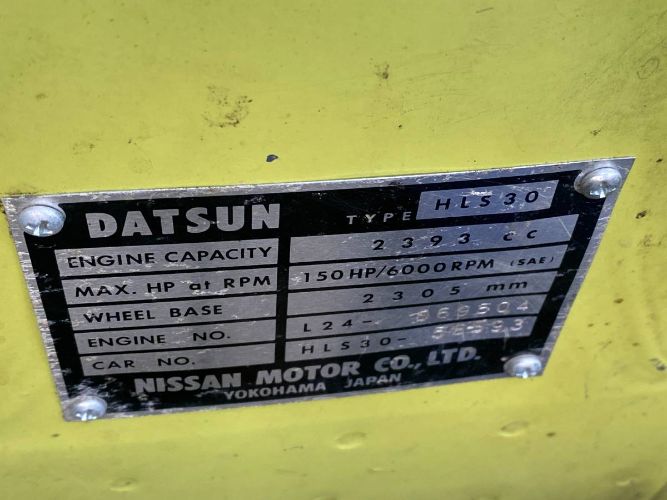 DATSUN TYPE HLS30
ENGINE CAPACITY 2393 cc
MAX. HP at RPM 150HP/6000RPM (SAE)
WHEEL BASE 2305 mm
ENGINE NO. L24-
CAR NO. HLS30-
NISSAN MOTOR CO., LTD.
YOKOHAMA JAPAN